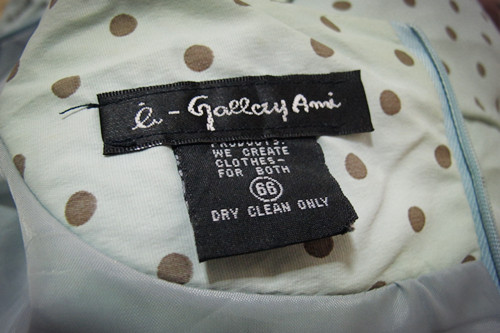 è - Gallery Ami
PRODUCTS.
WE CREATE
CLOTHES-
FOR BOTH
66
DRY CLEAN ONLY